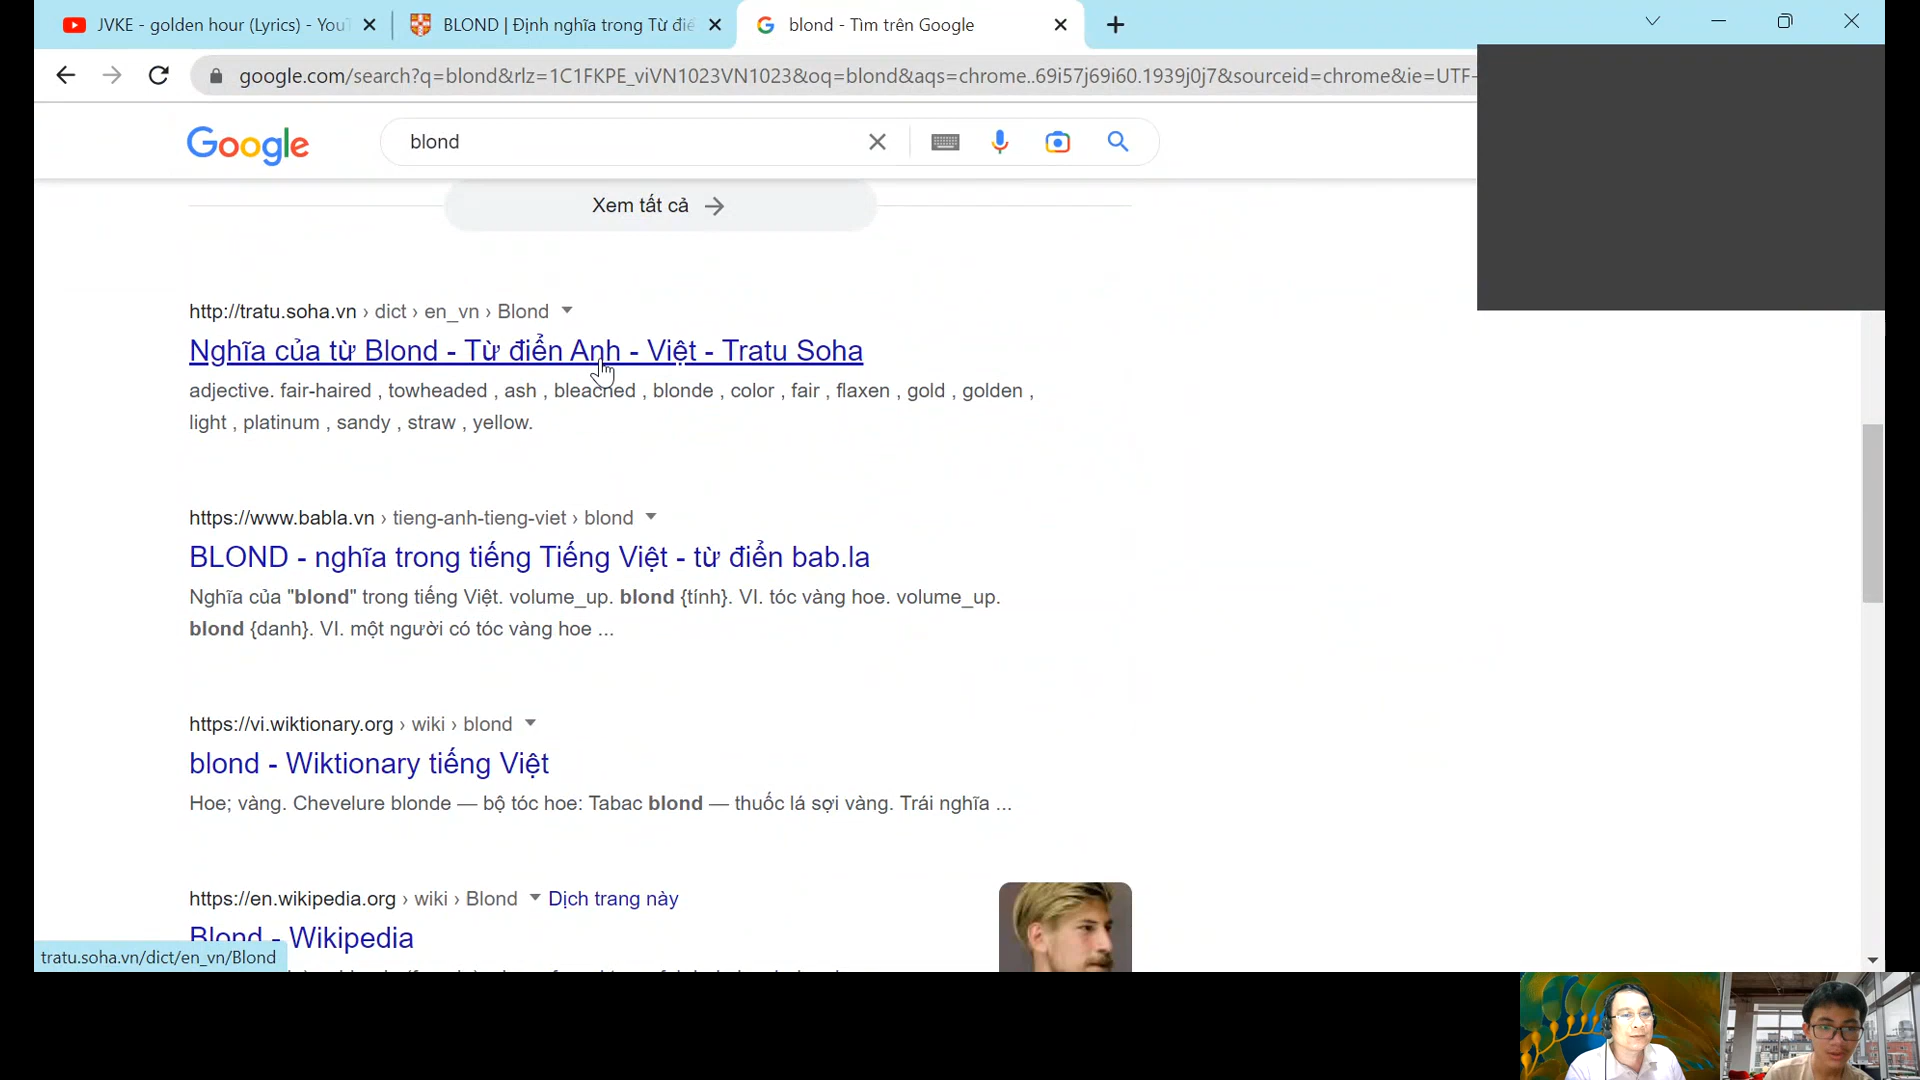 JVKE - golden hour (Lyrics) - YouT
BLOND | Định nghĩa trong Từ điể
blond - Tìm trên Google
google.com/search?q=blond&rlz=1C1FKPE_viVN1023VN1023&oq=blond&aqs=chrome..69i57j69i60.1939j0j7&sourceid=chrome&ie=UTF-
Google
blond
Xem tất cả
http://tratu.soha.vn › dict › en_vn › Blond
Nghĩa của từ Blond - Từ điển Anh - Việt - Tratu Soha
adjective. fair-haired , towheaded , ash , bleached , blonde , color , fair , flaxen , gold , golden ,
light , platinum , sandy , straw , yellow.
https://www.babla.vn › tieng-anh-tieng-viet › blond
BLOND - nghĩa trong tiếng Tiếng Việt - từ điển bab.la
Nghĩa của "blond" trong tiếng Việt. volume_up. blond {tính}. VI. tóc vàng hoe. volume_up.
blond {danh}. VI. một người có tóc vàng hoe ...
https://vi.wiktionary.org › wiki › blond
blond - Wiktionary tiếng Việt
Hoe; vàng. Chevelure blonde — bộ tóc hoe: Tabac blond — thuốc lá sợi vàng. Trái nghĩa ...
https://en.wikipedia.org › wiki › Blond Dịch trang này
Blond - Wikipedia
tratu.soha.vn/dict/en_vn/Blond